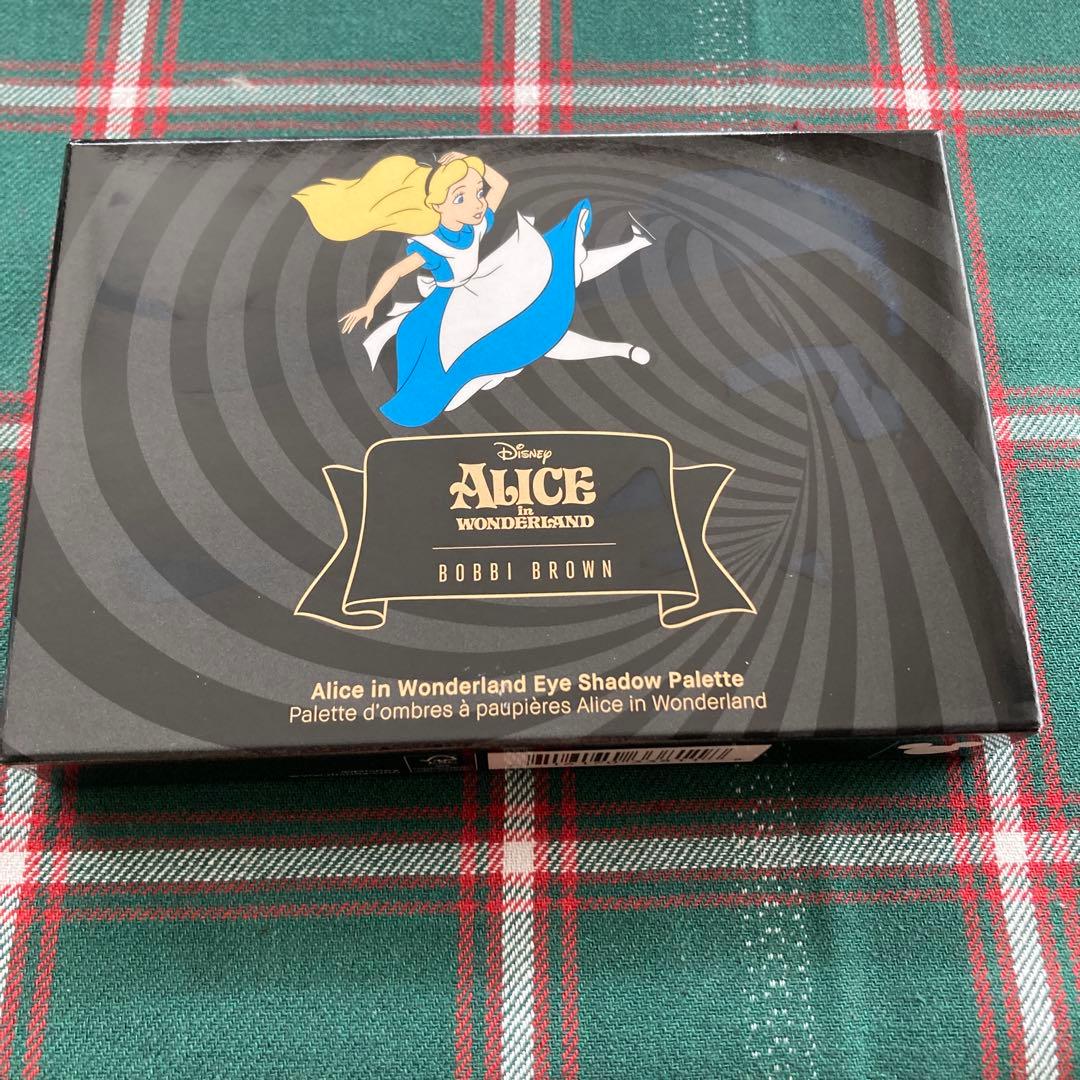 Disney
ALICE
in
WONDERLAND
BOBBI BROWN
Alice in Wonderland Eye Shadow Palette
Palette d'ombres à paupières Alice in Wonderland